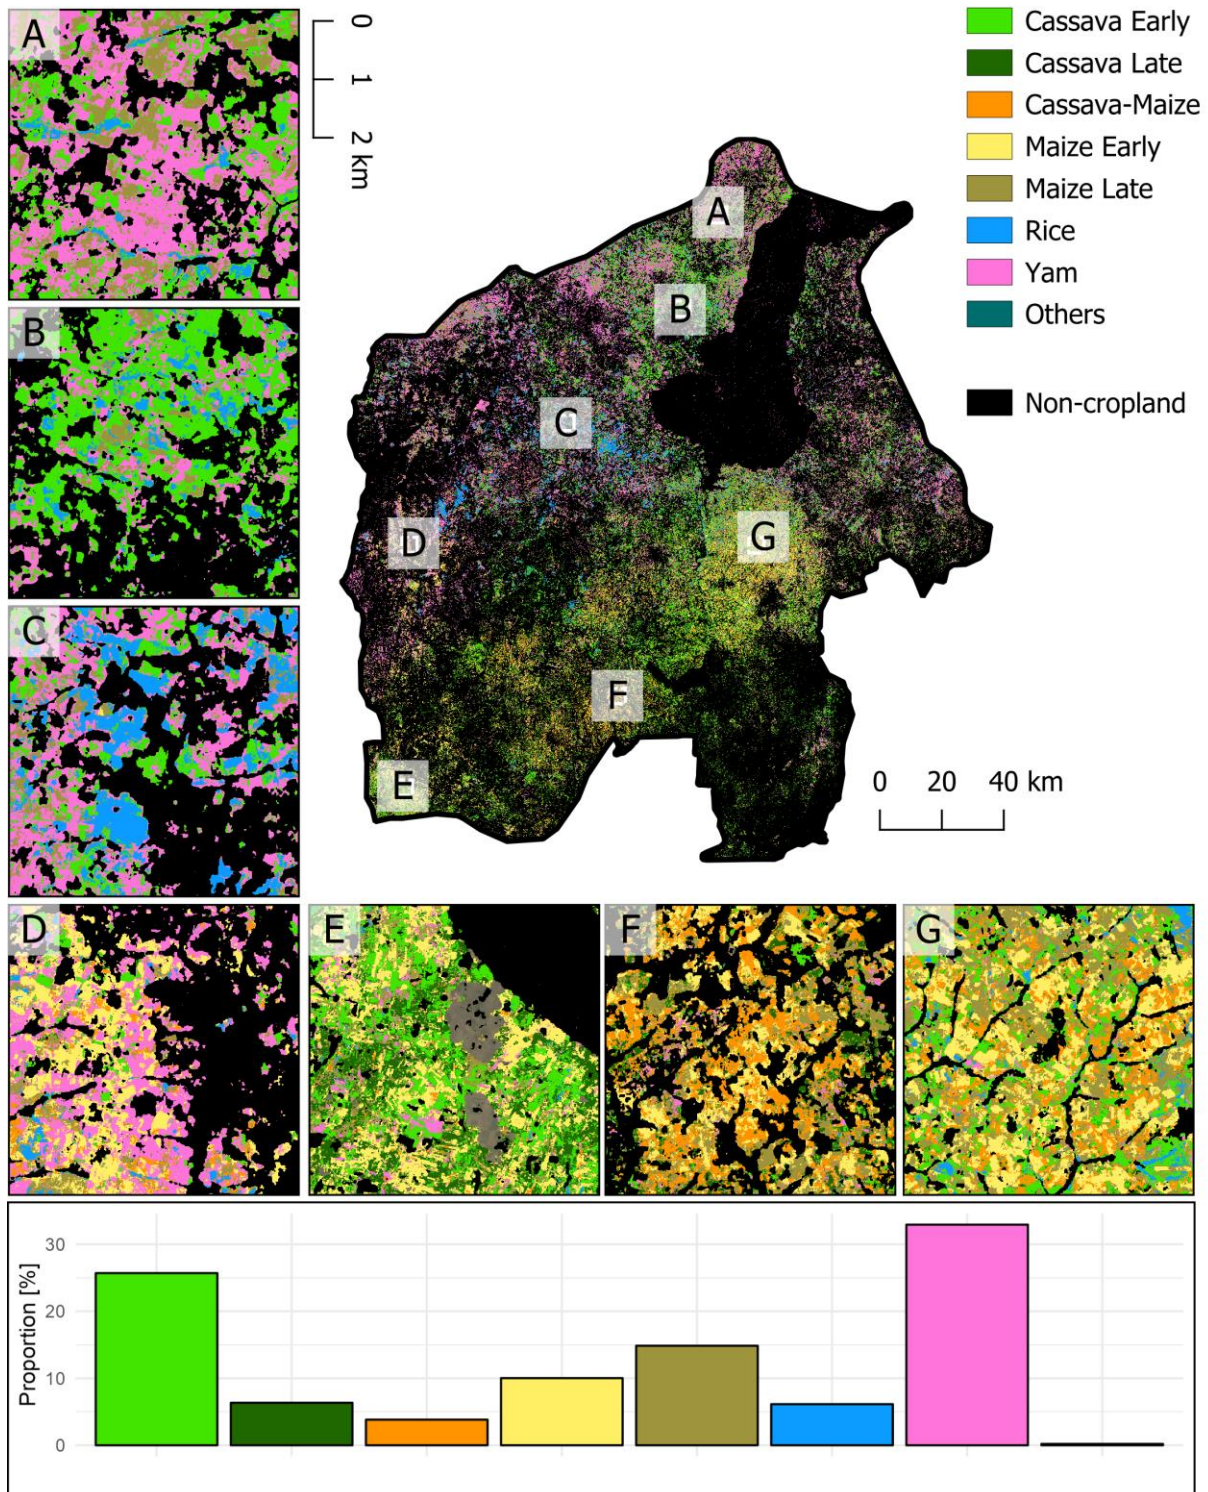 A
0
1
2 km
Cassava Early
Cassava Late
Cassava-Maize
Maize Early
Maize Late
Rice
Yam
Others
Non-cropland
B
C
A
B
C
D
G
F
E
0 20 40 km
D
E
F
G
Proportion [%]
30
20
10
0